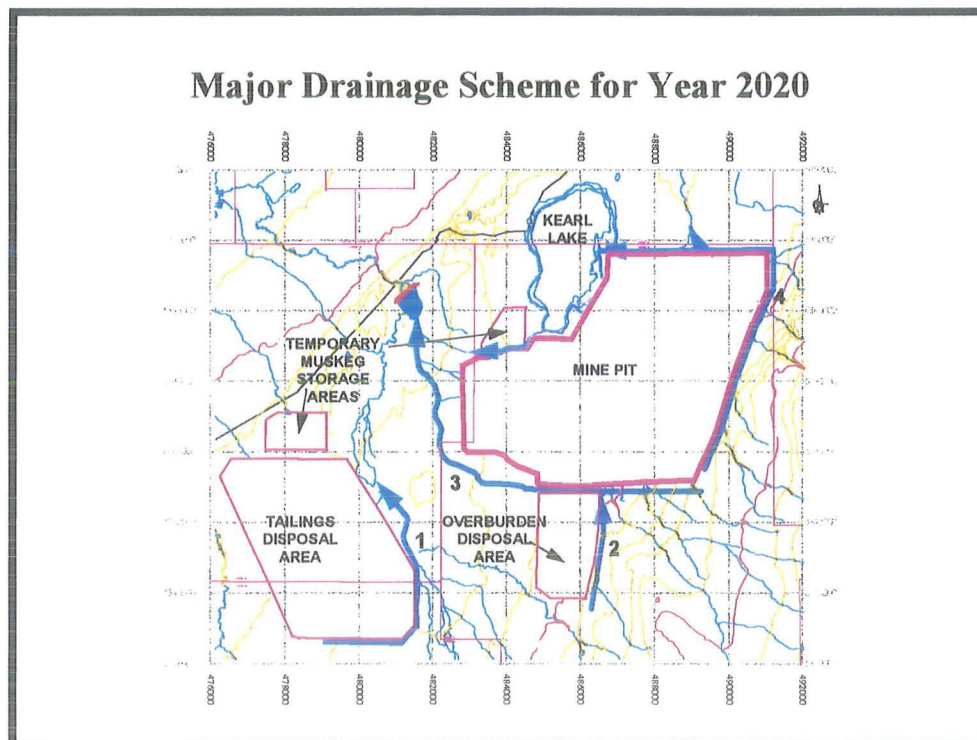 Major Drainage Scheme for Year 2020
476000
478000
480000
482000
484000
486000
488000
490000
492000
KEARL
LAKE
4
TEMPORARY
MUSKEG
STORAGE
AREAS
MINE PIT
3
TAILINGS
DISPOSAL
AREA
1
OVERBURDEN
DISPOSAL
AREA
2
476000
478000
480000
482000
484000
486000
488000
490000
492000